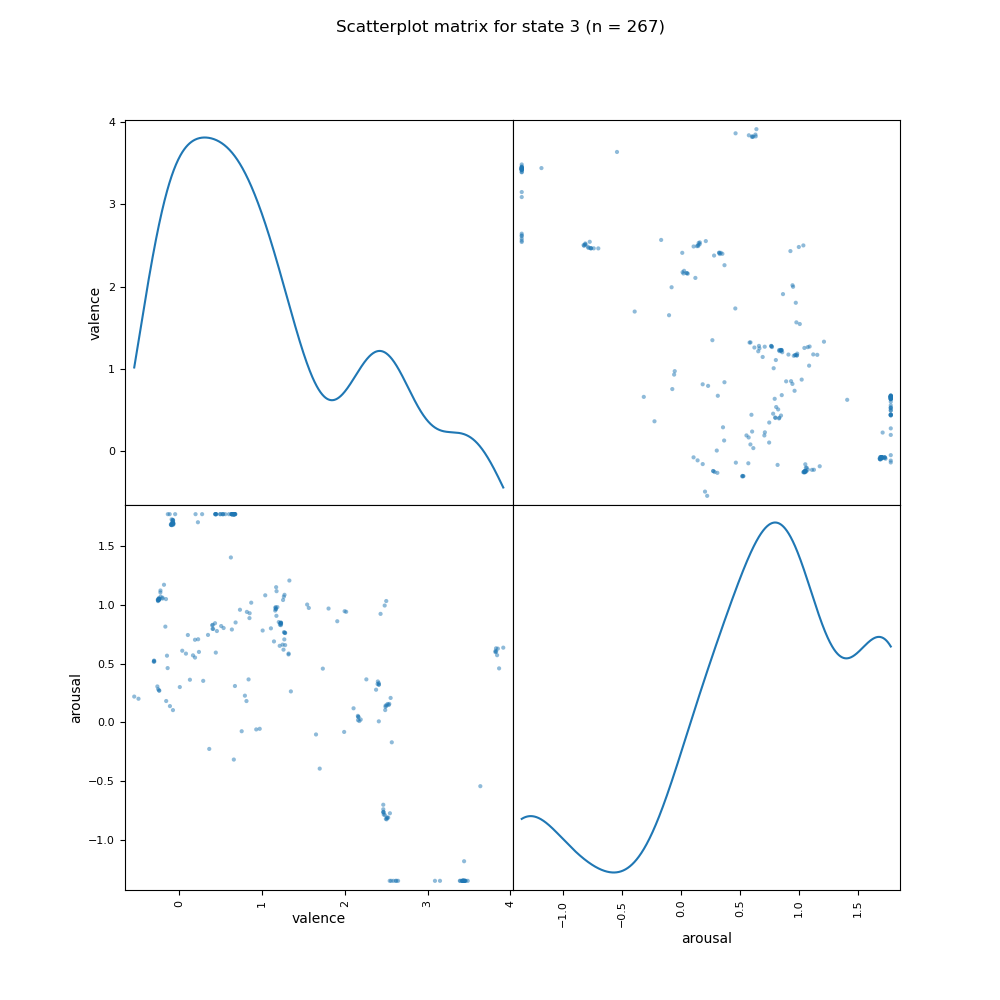 Scatterplot matrix for state 3 (n = 267)
4
3
2
1
0
valence
1.5
1.0
0.5
0.0
−0.5
−1.0
arousal
0 1 2 3 4
valence
−1.0 −0.5 0.0 0.5 1.0 1.5
arousal